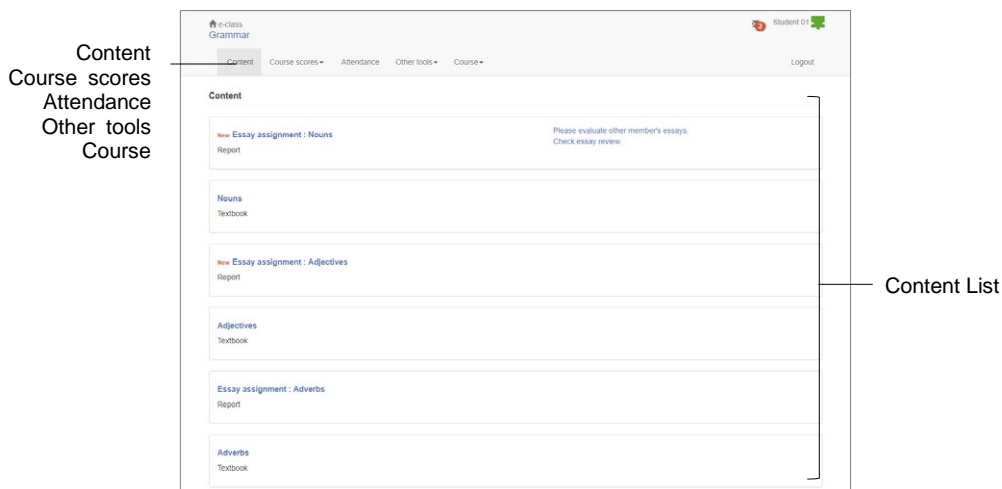 e-class
Grammar
2
Student 01
Content
Course scores
Attendance
Other tools
Course
Content
Course scores
Attendance
Other tools
Course
Logout
Content
New Essay assignment : Nouns
Report
Please evaluate other member's essays.
Check essay review.
Nouns
Textbook
New Essay assignment : Adjectives
Report
Content List
Adjectives
Textbook
Essay assignment : Adverbs
Report
Adverbs
Textbook